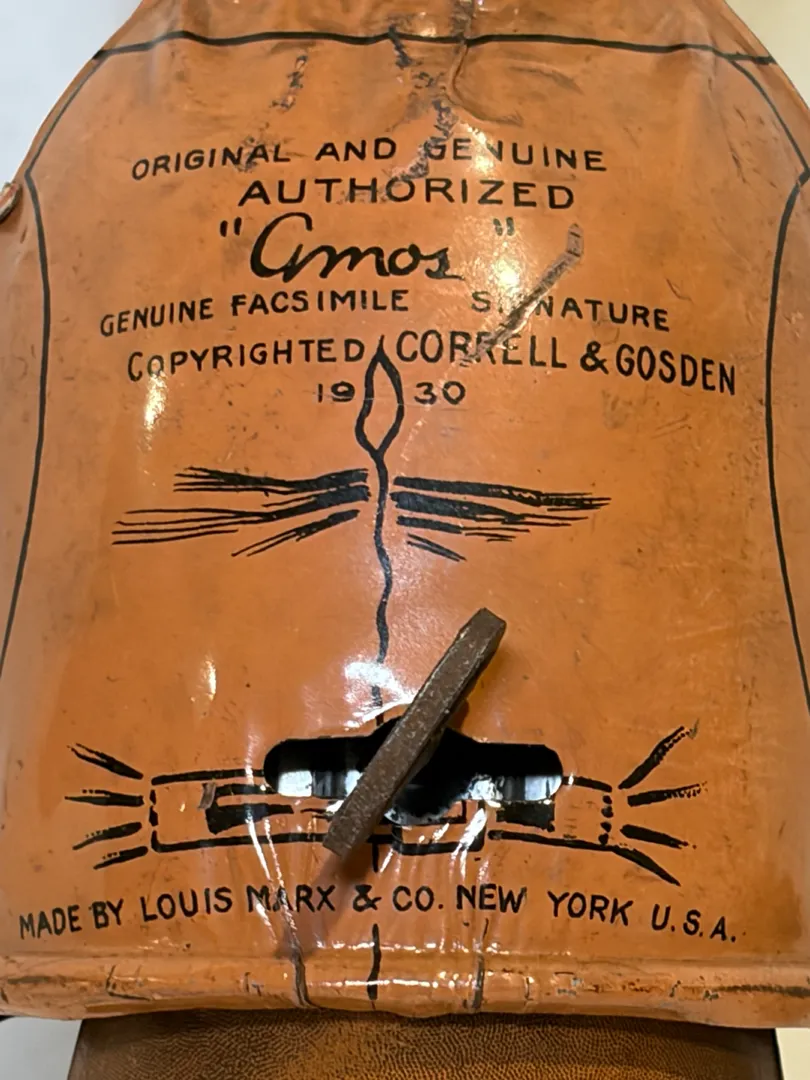 ORIGINAL AND GENUINE
AUTHORIZED
"Amos"
GENUINE FACSIMILE SIGNATURE
COPYRIGHTED CORRELL & GOSDEN
1930
MADE BY LOUIS MARX & CO. NEW YORK U.S.A.